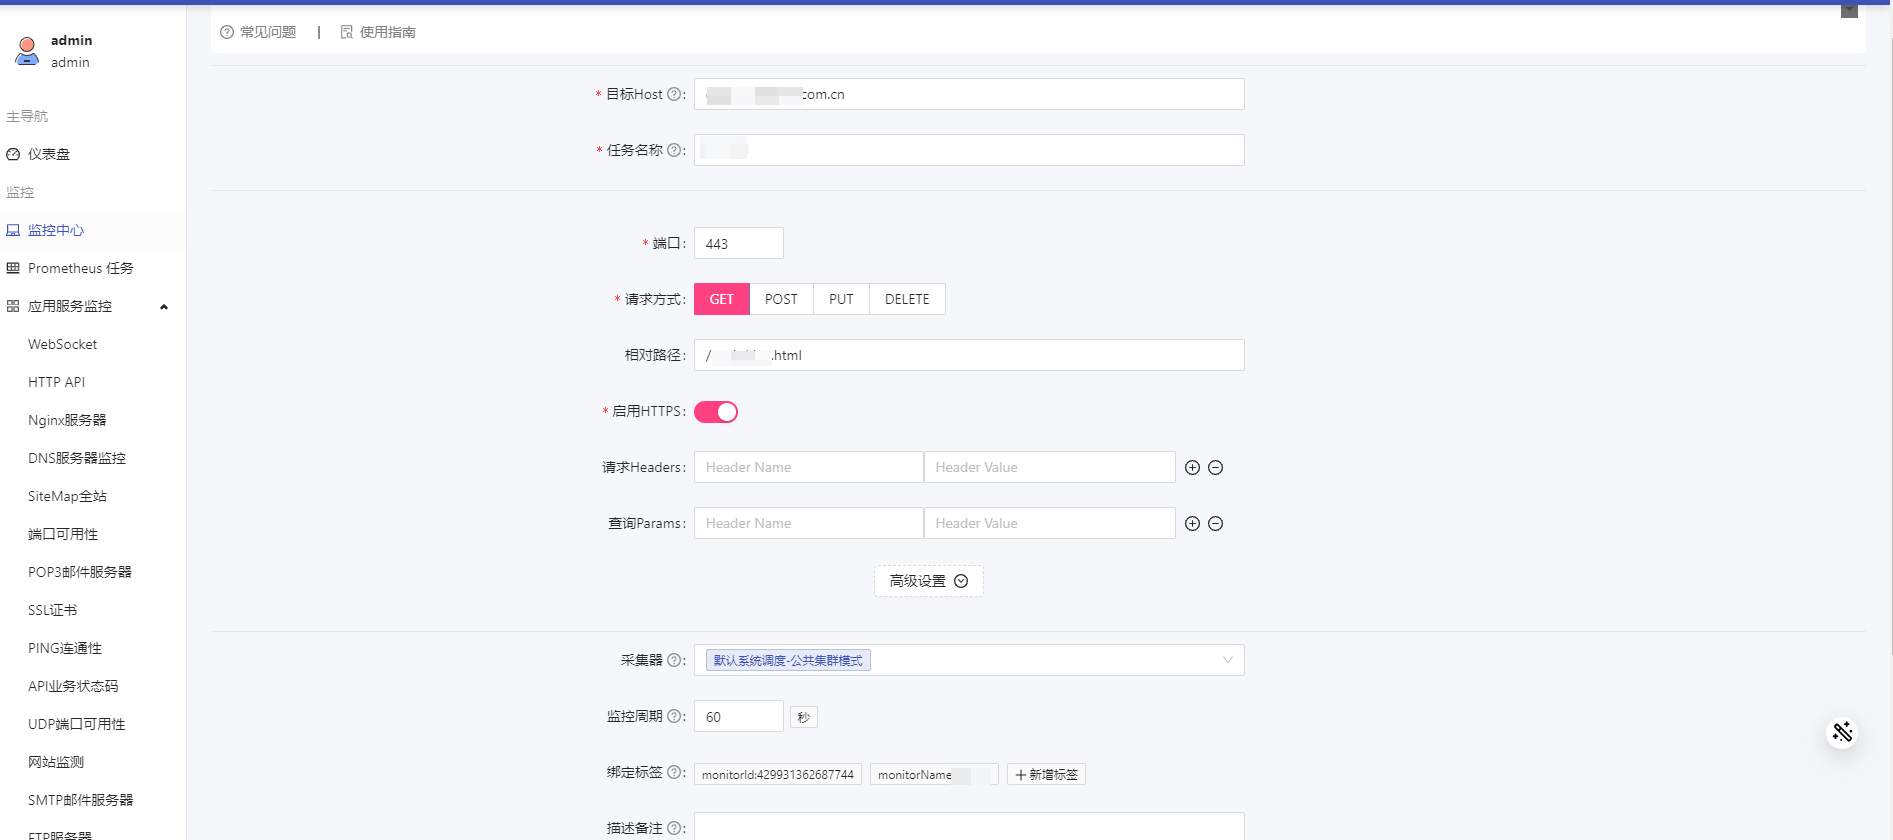 admin
admin
主导航
仪表盘
监控
监控中心
Prometheus 任务
应用服务监控
WebSocket
HTTP API
Nginx服务器
DNS服务器监控
SiteMap全站
端口可用性
POP3邮件服务器
SSL证书
PING连通性
API业务状态码
UDP端口可用性
网站监测
SMTP邮件服务器
FTP服务器
常见问题 | 使用指南
* 目标Host : com.cn
* 任务名称 :
* 端口 : 443
* 请求方式 : GET POST PUT DELETE
相对路径 : / .html
* 启用HTTPS :
请求Headers : Header Name Header Value
查询Params : Header Name Header Value
高级设置
采集器 : 默认系统调度-公共集群模式
监控周期 : 60 秒
绑定标签 : monitorId:429931362687744 monitorName + 新增标签
描述备注 :